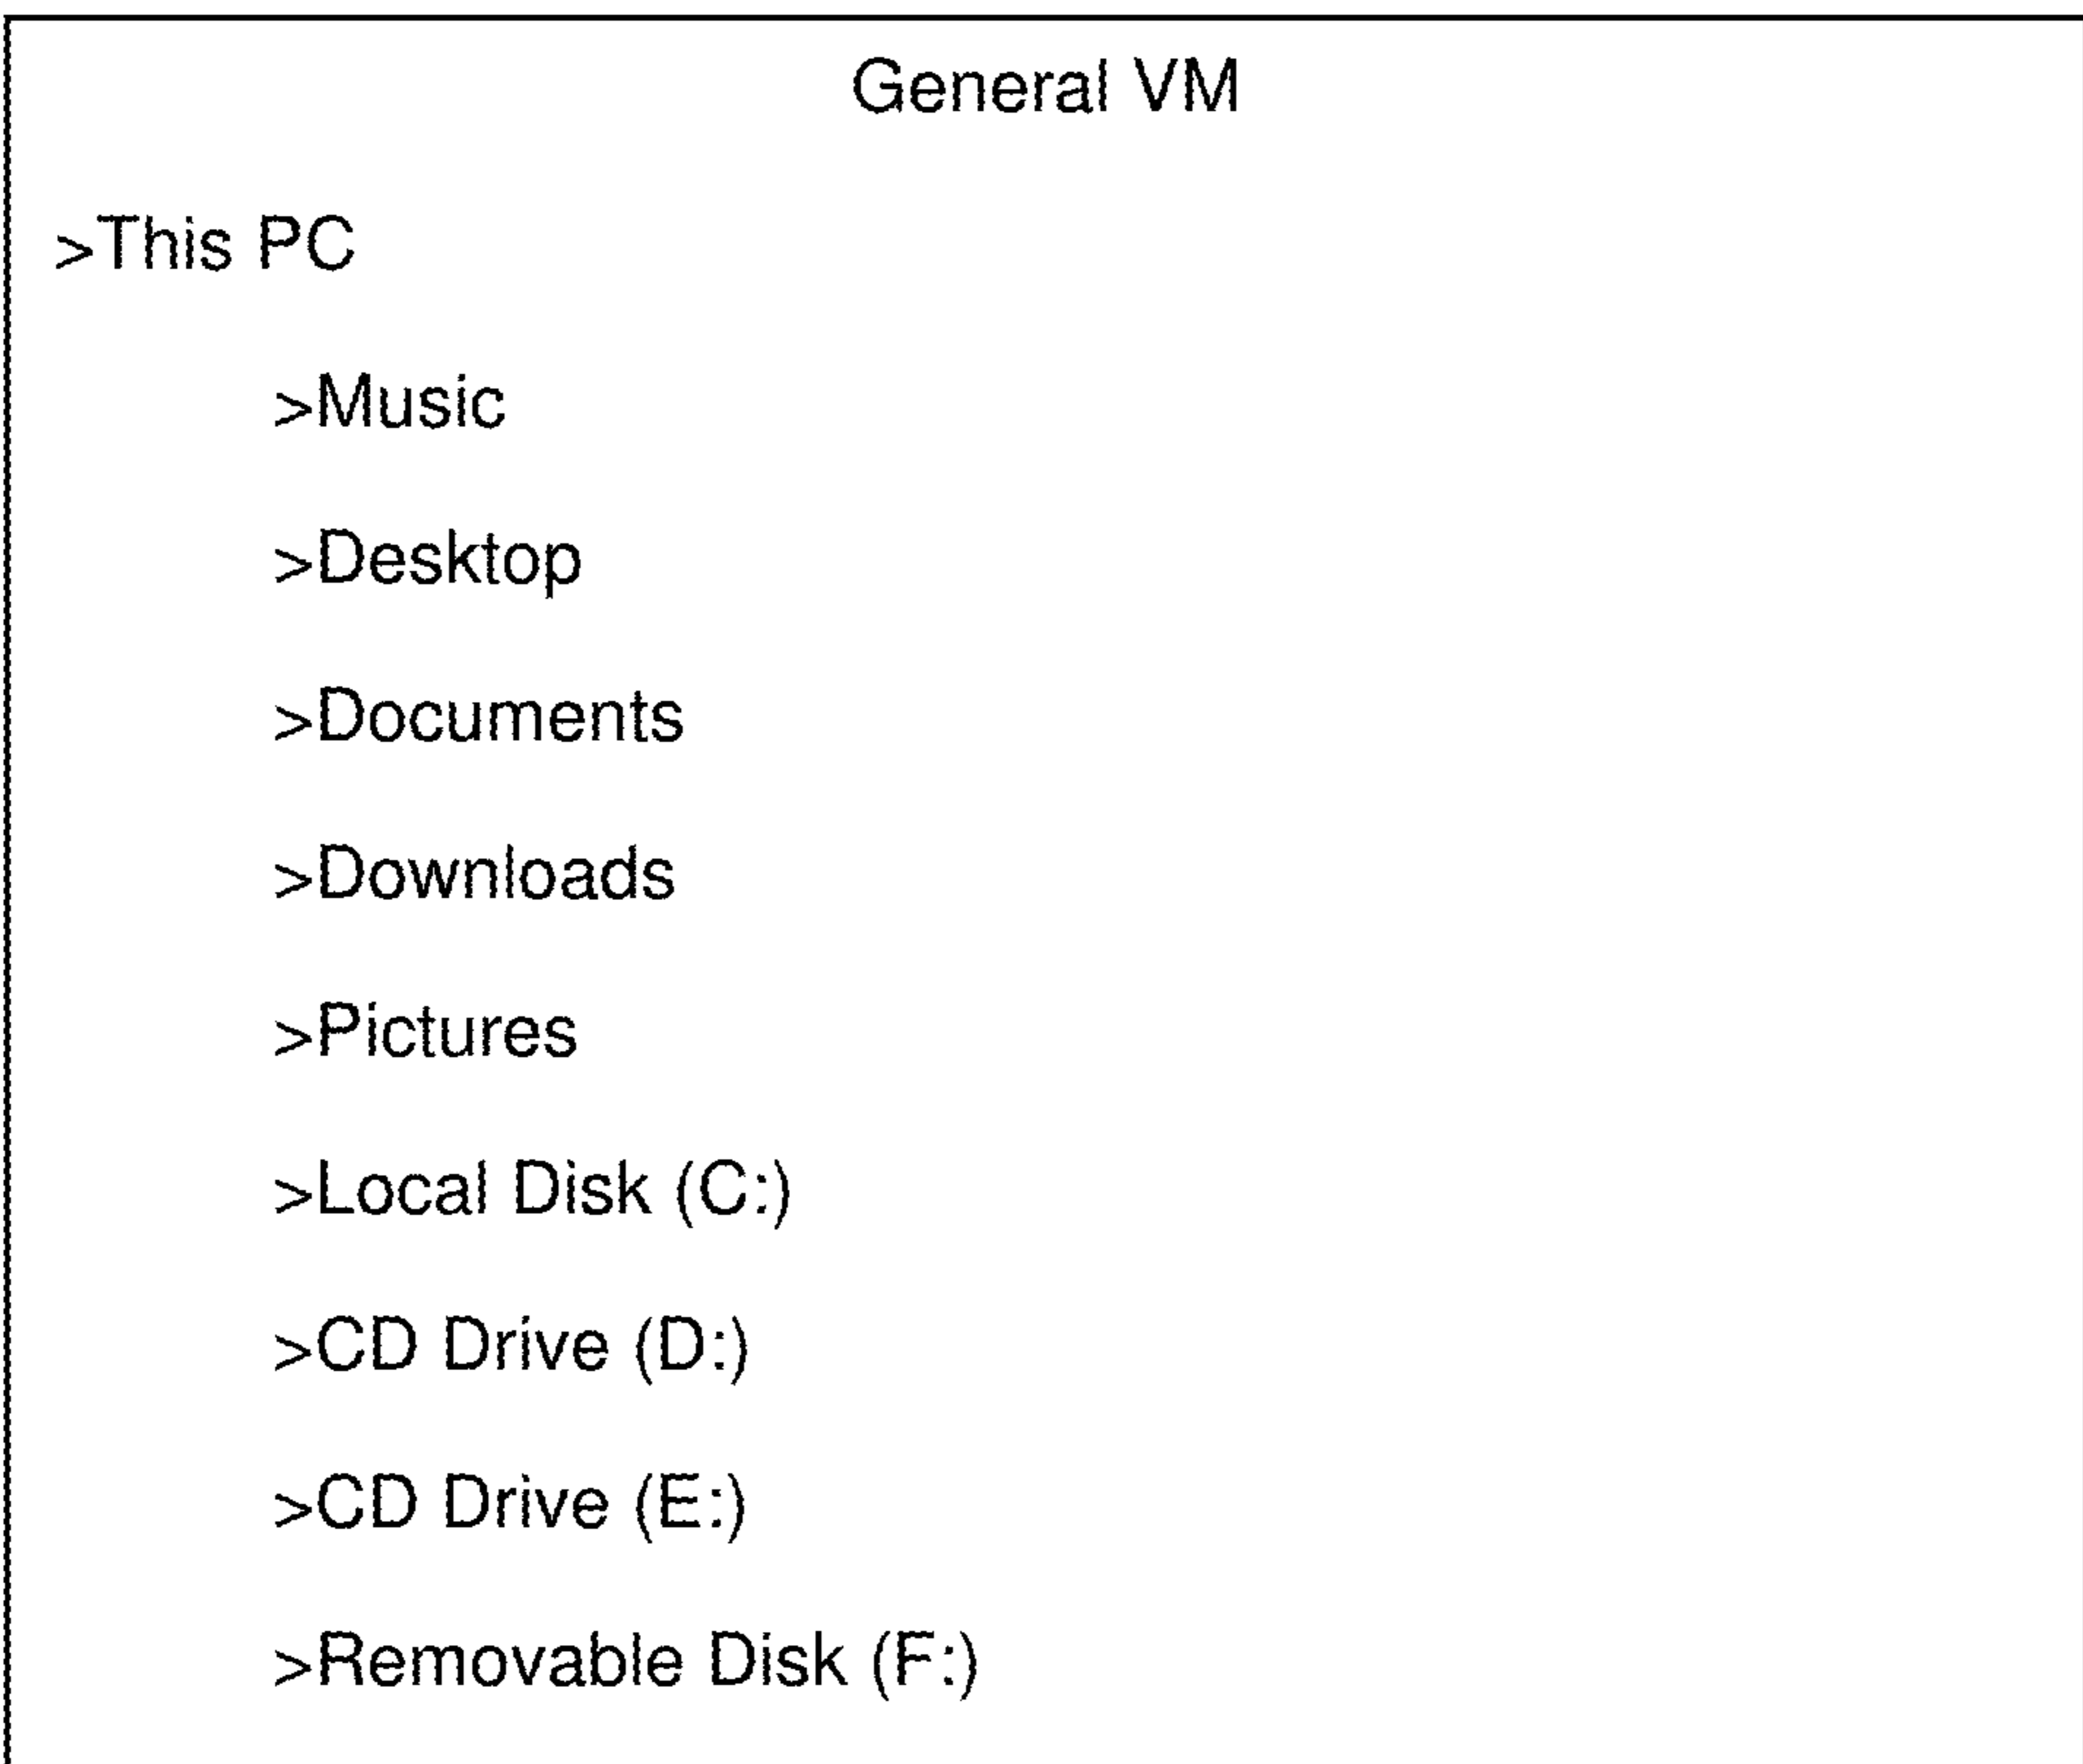 General VM
>This PC
>Music
>Desktop
>Documents
>Downloads
>Pictures
>Local Disk (C:)
>CD Drive (D:)
>CD Drive (E:)
>Removable Disk (F:)